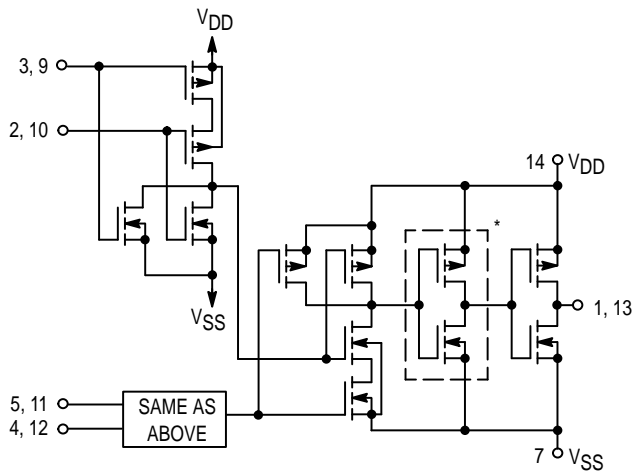 VDD
3, 9
2, 10
14 VDD
*
1, 13
VSS
5, 11
4, 12
SAME AS
ABOVE
7 VSS